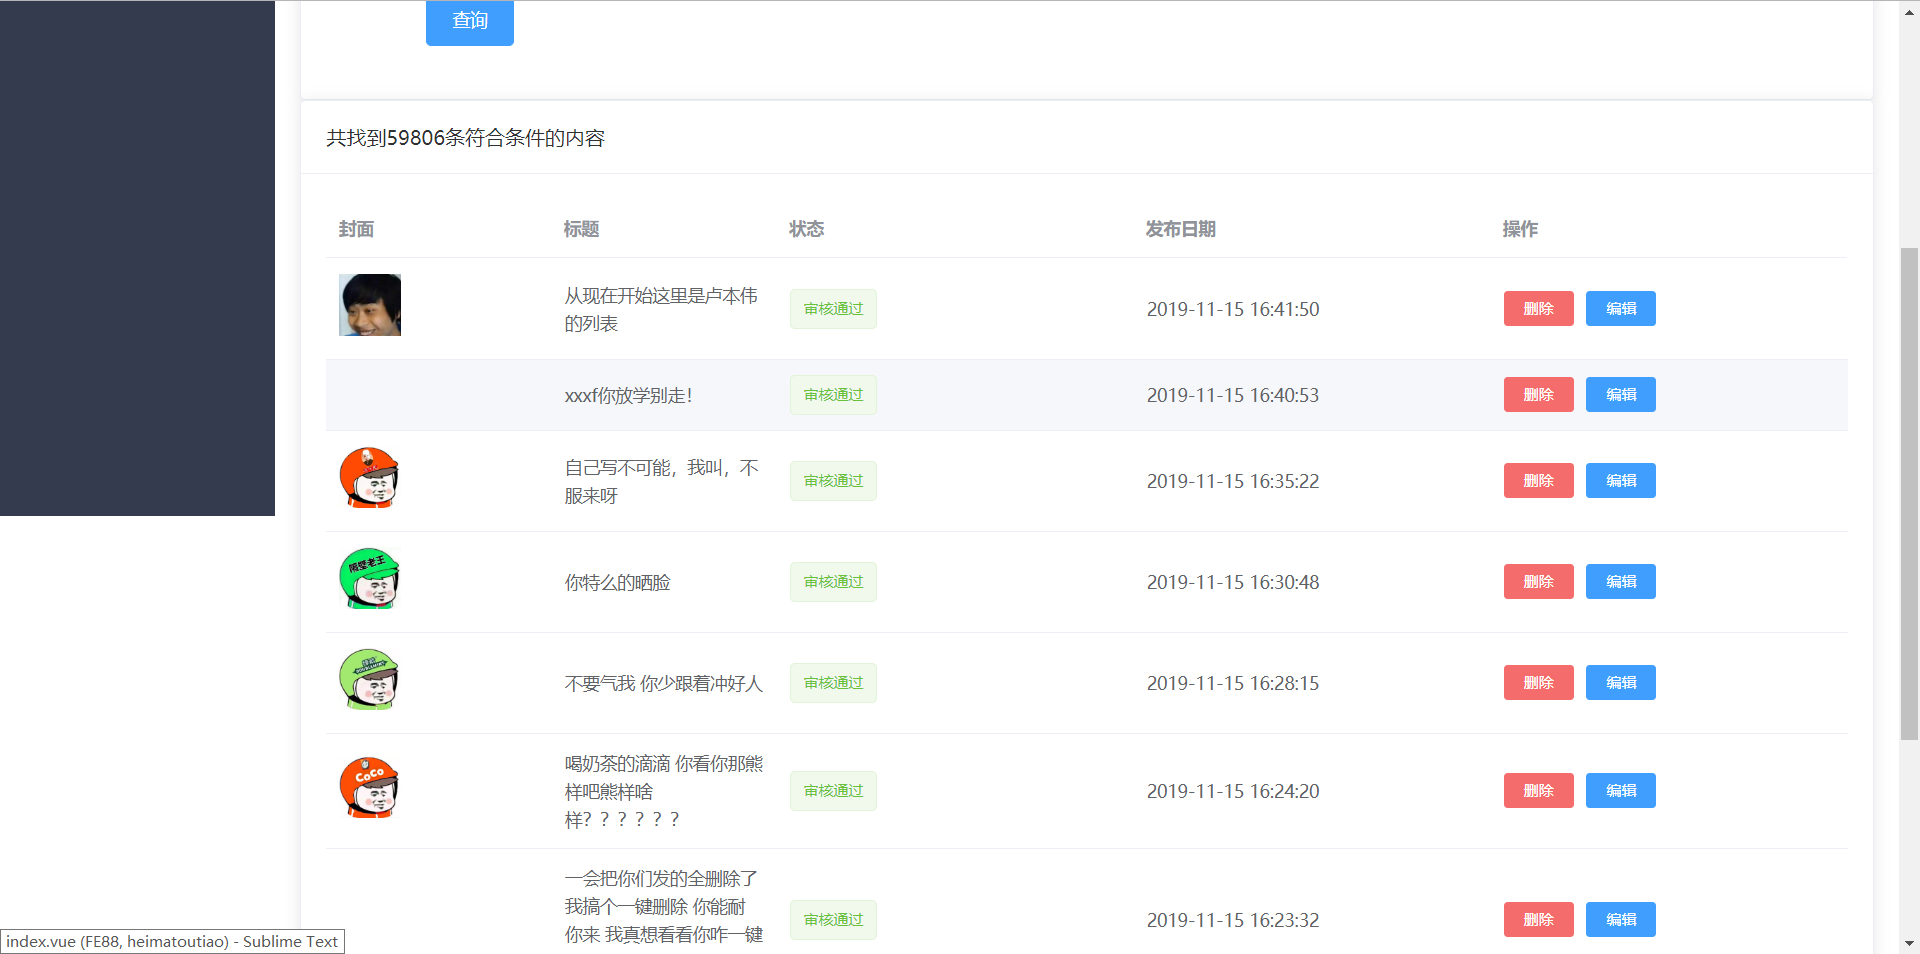 查询
共找到59806条符合条件的内容
封面 标题 状态 发布日期 操作
从现在开始这里是卢本伟
的列表
审核通过 2019-11-15 16:41:50 删除 编辑
xxxf你放学别走！ 审核通过 2019-11-15 16:40:53 删除 编辑
自己写不可能，我叫，不
服来呀
审核通过 2019-11-15 16:35:22 删除 编辑
隔壁老王
你特么的晒脸 审核通过 2019-11-15 16:30:48 删除 编辑
不要气我 你少跟着冲好人 审核通过 2019-11-15 16:28:15 删除 编辑
CoCo
喝奶茶的滴滴 你看你那熊
样吧熊样啥
样？？？？？？
审核通过 2019-11-15 16:24:20 删除 编辑
一会把你们发的全删除了
我搞个一键删除 你能耐
你来 我真想看看你咋一键
审核通过 2019-11-15 16:23:32 删除 编辑
index.vue (FE88, heimatoutiao) - Sublime Text